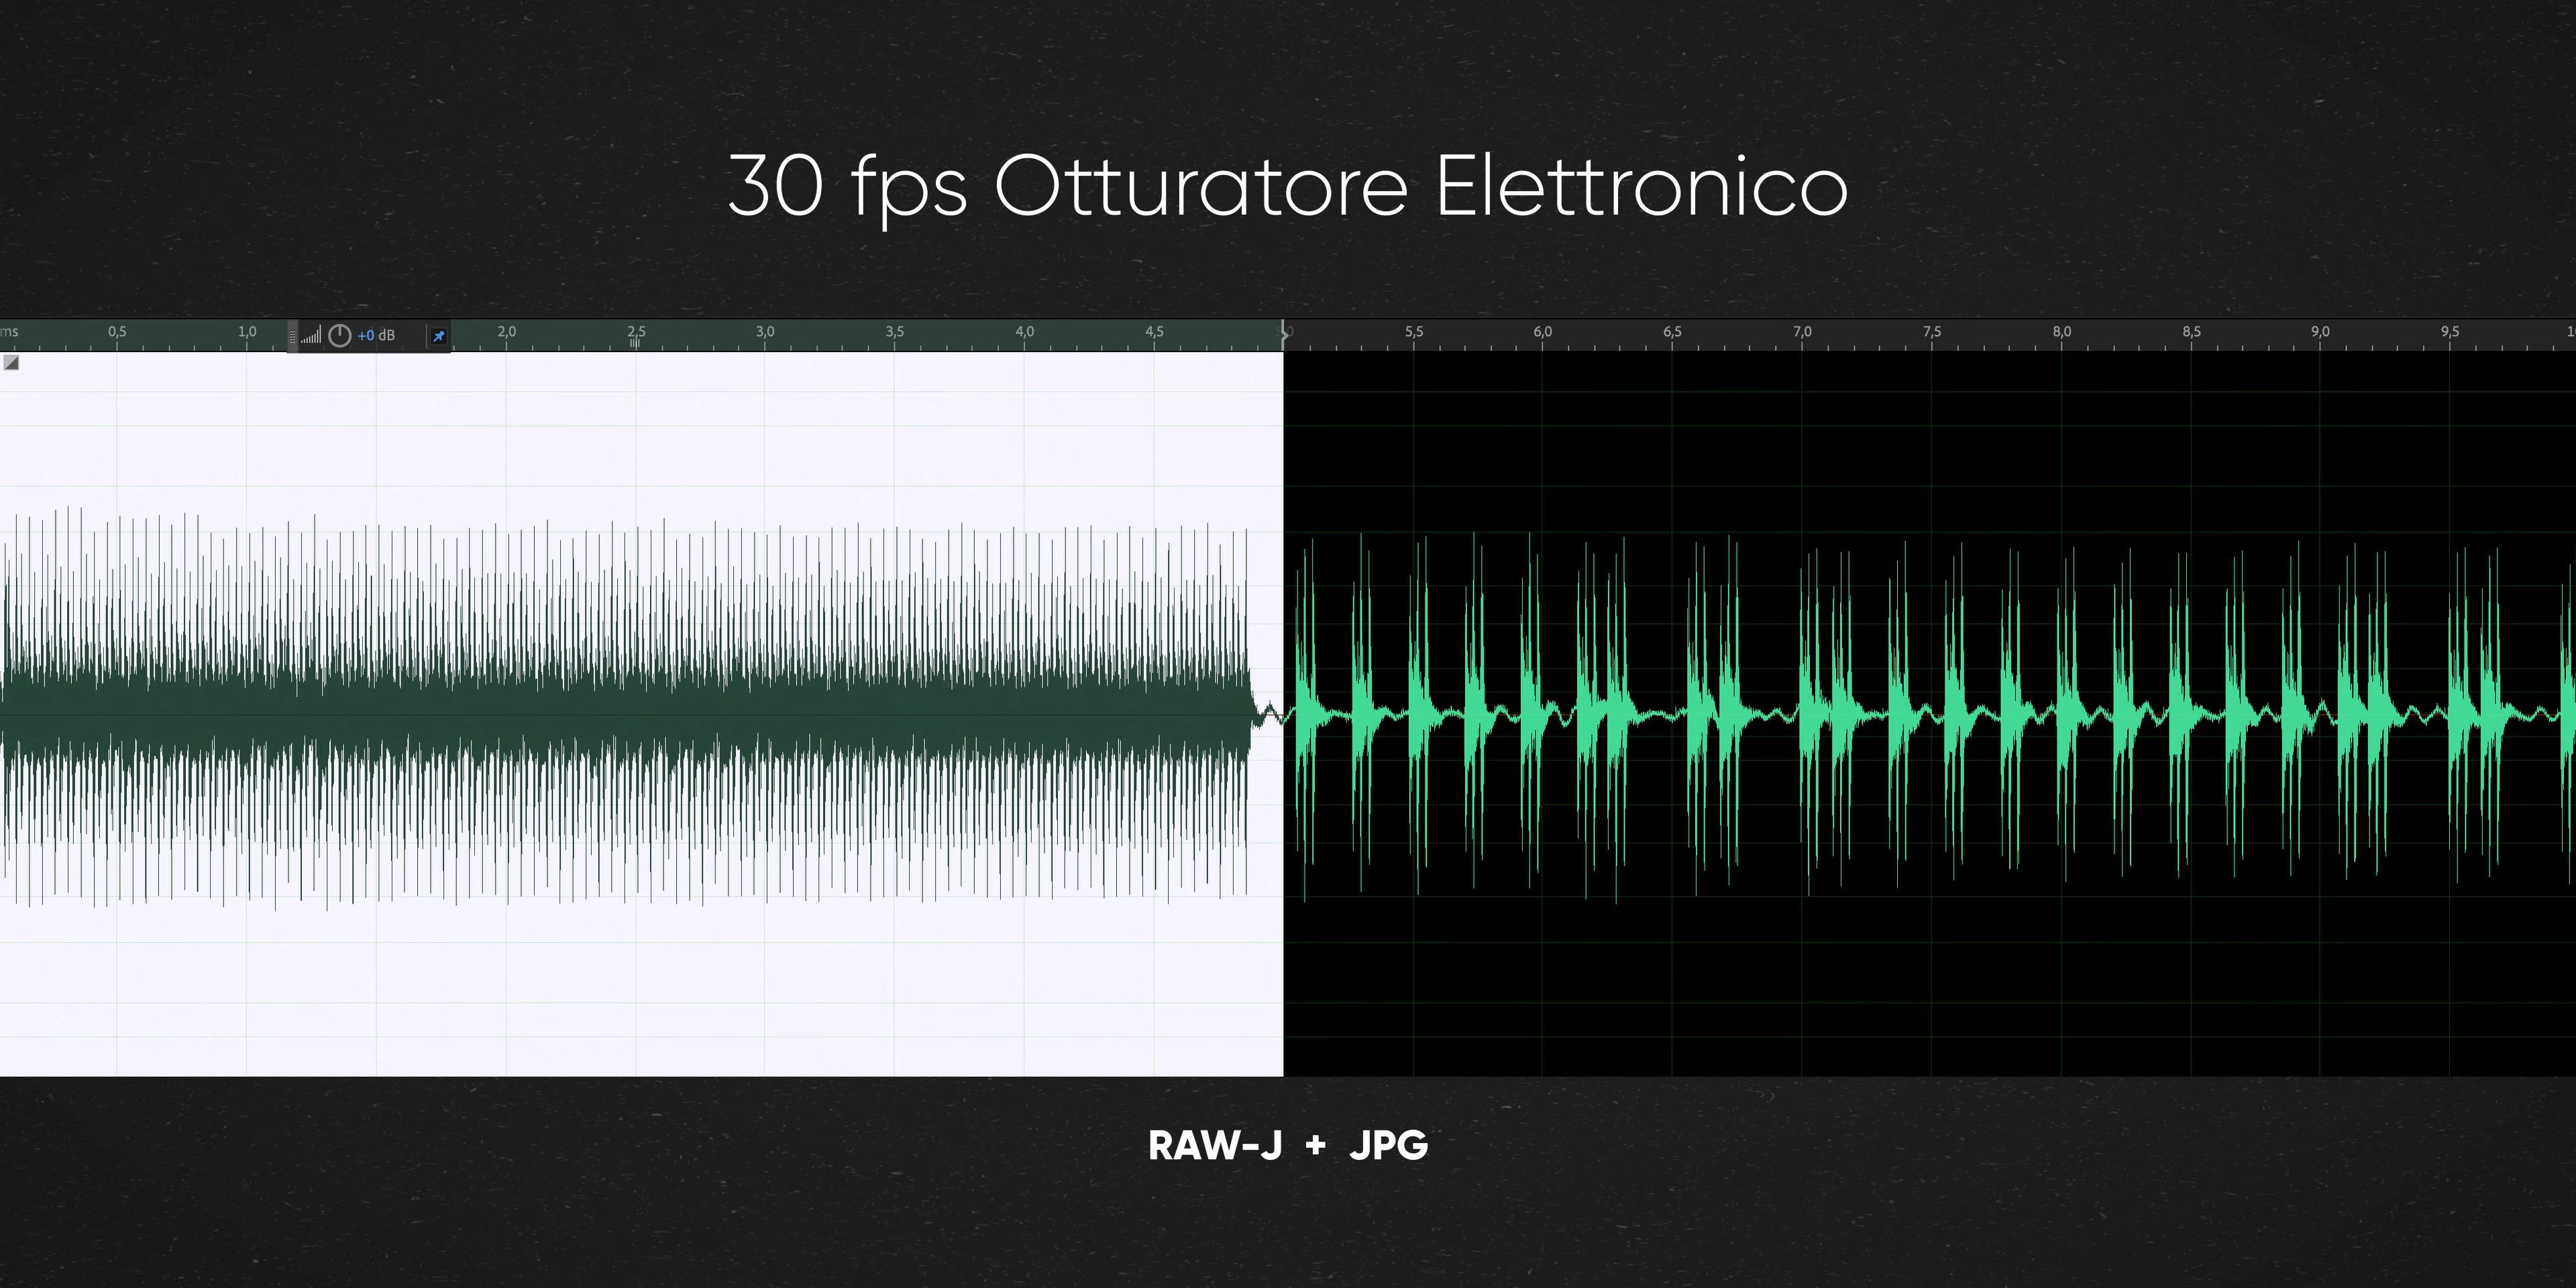 30 fps Otturatore Elettronico
ms 0,5 1,0 +0 dB 2,0 2,5 3,0 3,5 4,0 4,5 5,5 6,0 6,5 7,0 7,5 8,0 8,5 9,0 9,5
RAW-J + JPG